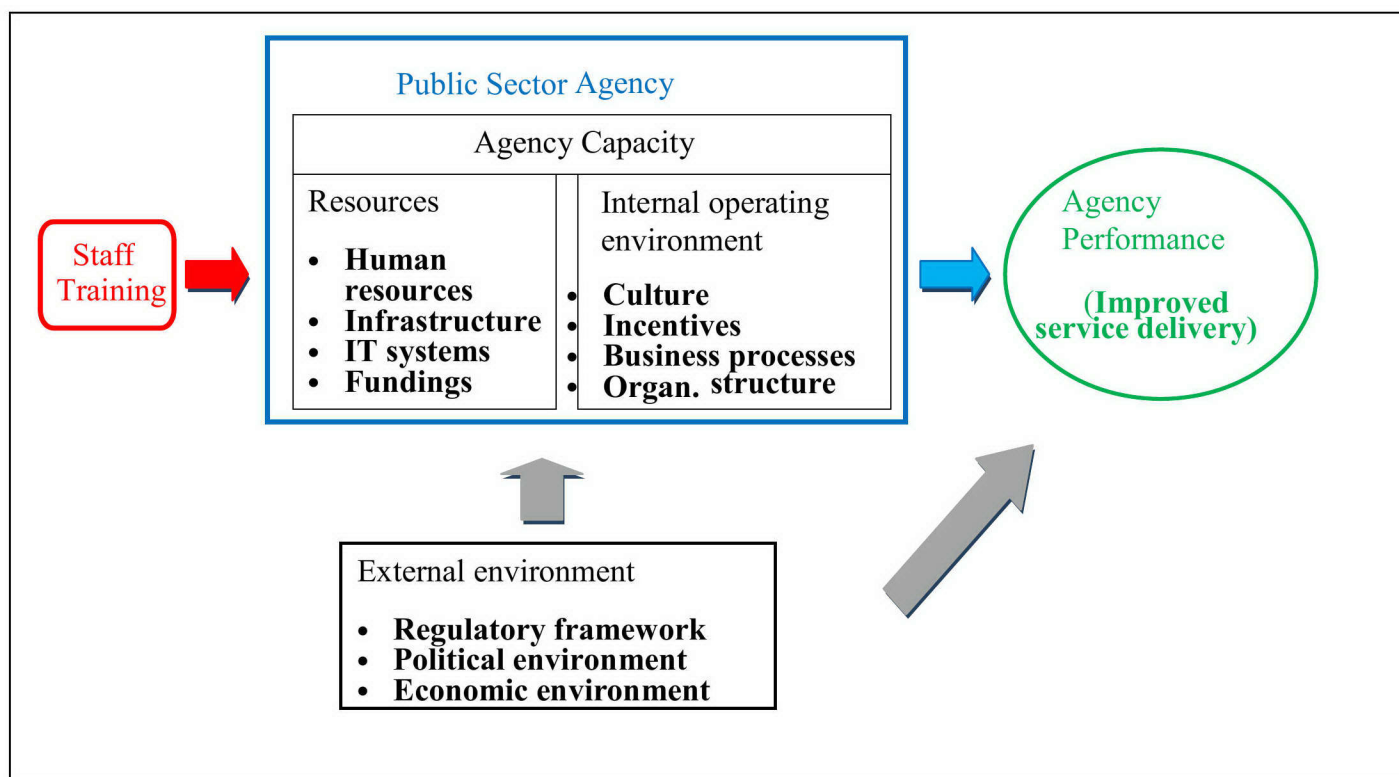 Public Sector Agency
Agency Capacity
Resources
• Human
resources
• Infrastructure
• IT systems
• Fundings
Internal operating
environment
• Culture
• Incentives
• Business processes
• Organ. structure
Staff
Training
Agency
Performance
(Improved
service delivery)
External environment
• Regulatory framework
• Political environment
• Economic environment